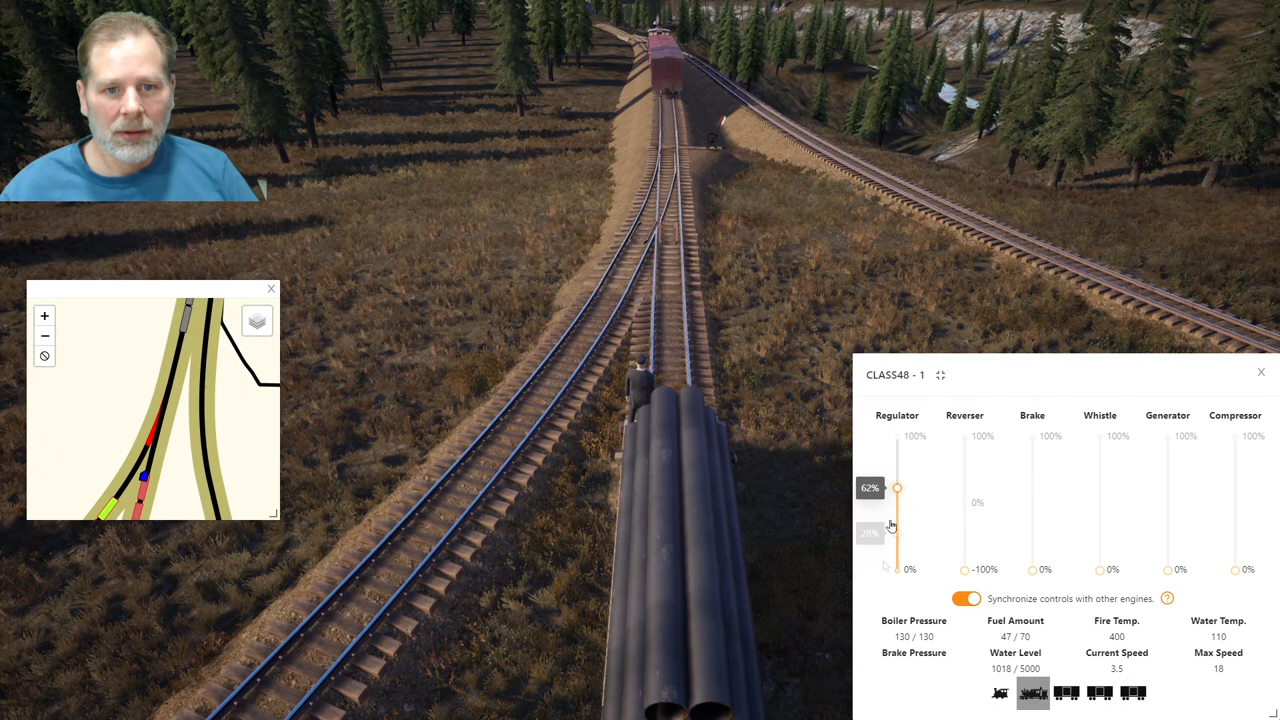 +
−
CLASS48 - 1
Regulator Reverser Brake Whistle Generator Compressor
100% 100% 100% 100% 100% 100%
62%
0%
28%
0% -100% 0% 0% 0% 0%
Synchronize controls with other engines. ?
Boiler Pressure Fuel Amount Fire Temp. Water Temp.
130 / 130 47 / 70 400 110
Brake Pressure Water Level Current Speed Max Speed
1018 / 5000 3.5 18